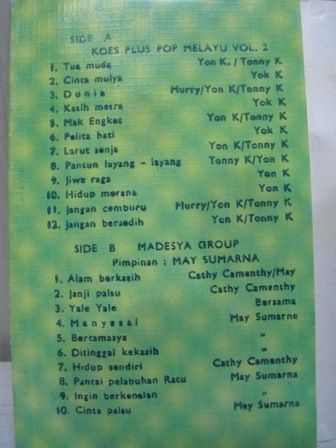 SIDE A
KOES PLUS POP MELAYU VOL. 2
1. Tua muda Yon K. / Tonny K
2. Cinta mulya Yok K
3. Dunia Murry/Yon K/Tonny K
4. Kasih mesra Yok K
5. Mak Engket Yon K/Tonny K
6. Pelita hati Yok K
7. Larut senja Yon K/Tonny K
8. Pantun layang - layang Tonny K/Yon K
9. Jiwa raga Yon K
10. Hidup merana Yon K
11. Jangan cemburu Murry/Yon K/Tonny K
12. Jangan bersedih Yon K/Tonny K
SIDE B MADESYA GROUP
Pimpinan : MAY SUMARNA
1. Alam berkasih Cathy Camenthy/May
2. Janji palsu Cathy Camenthy
3. Yale Yale Bersama
4. Manyesal May Sumarna
5. Bercamasya "
6. Ditinggal kekasih "
7. Hidup sendiri Cathy Camenthy
8. Pantai pelabuhan Ratu May Sumarna
9. Ingin berkenalan "
10. Cinta palsu May Sumarna